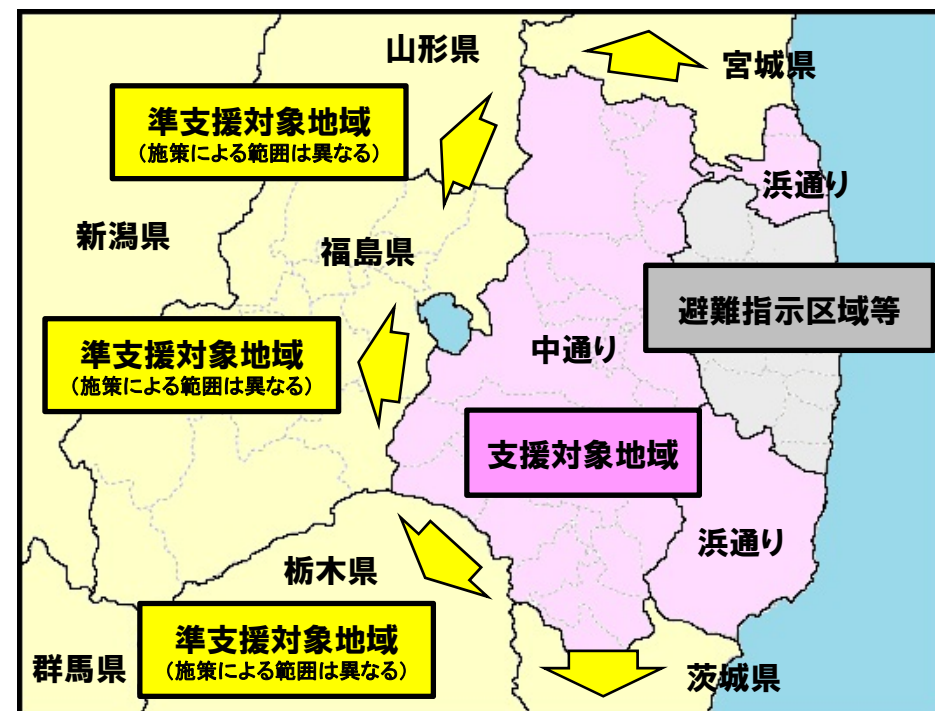 山形県
宮城県
準支援対象地域
(施策による範囲は異なる)
浜通り
新潟県
福島県
避難指示区域等
準支援対象地域
(施策による範囲は異なる)
中通り
支援対象地域
浜通り
栃木県
準支援対象地域
(施策による範囲は異なる)
群馬県
茨城県